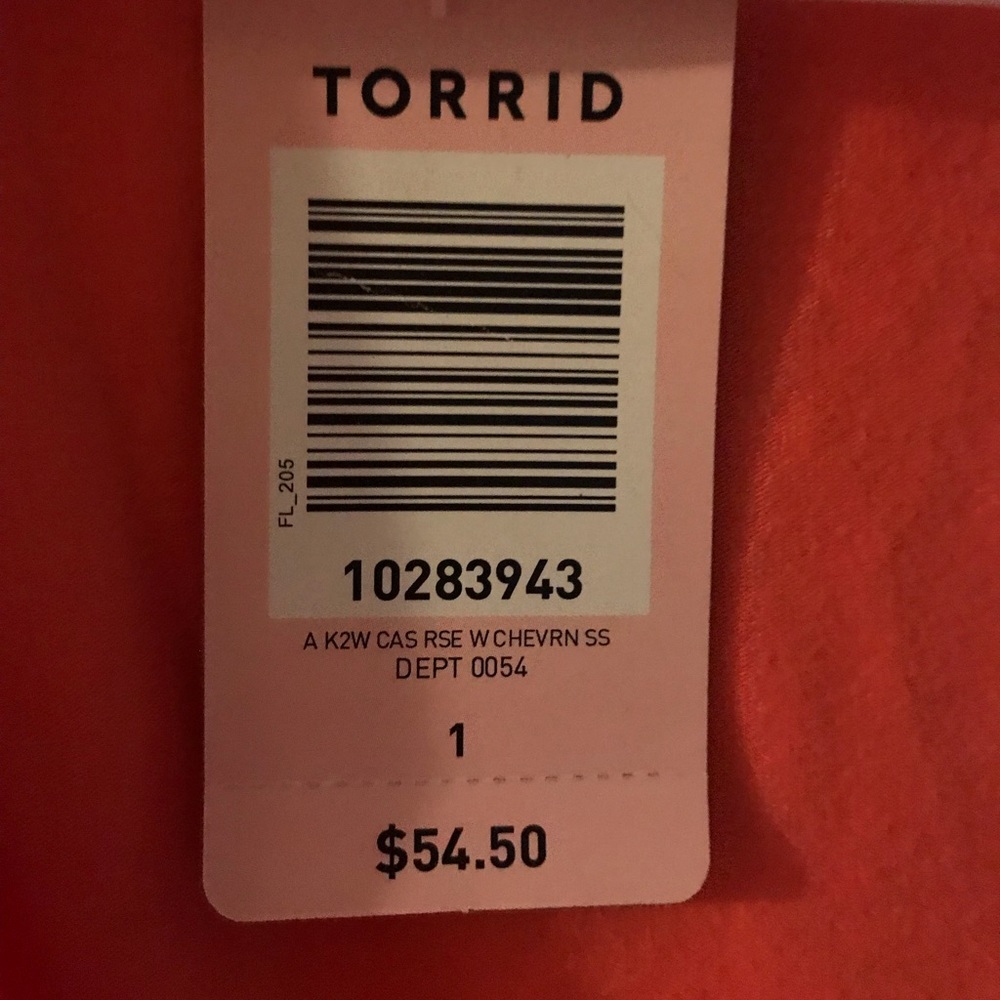 TORRID
FL_205
10283943
A K2W CAS RSE W CHEVRN SS
DEPT 0054
1
$54.50